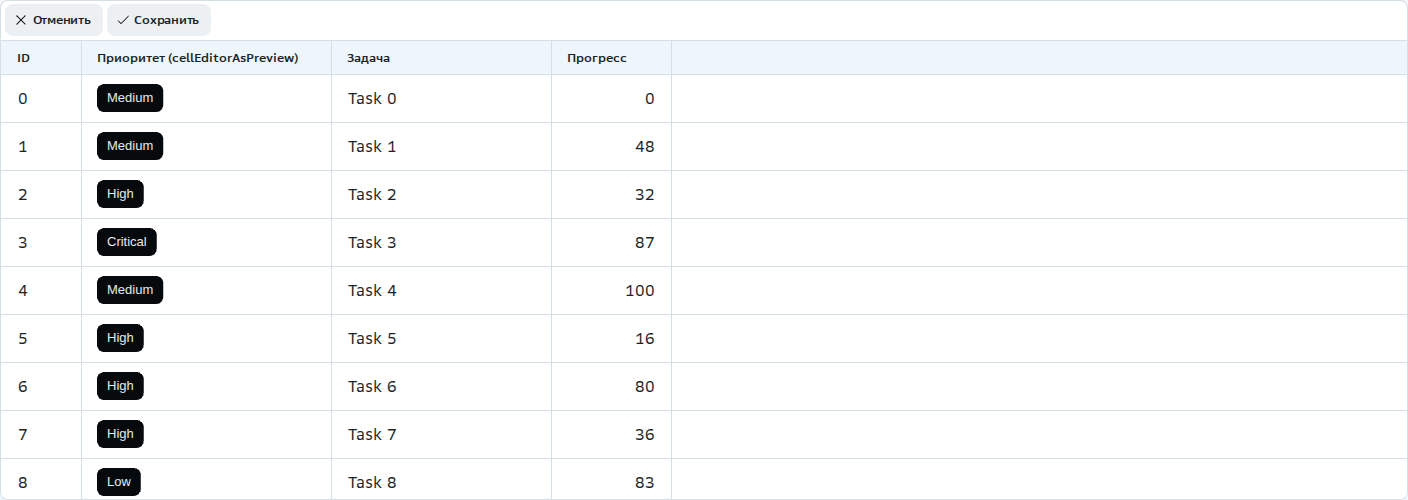 Отменить Сохранить
ID Приоритет (cellEditorAsPreview) Задача Прогресс
0 Medium Task 0 0
1 Medium Task 1 48
2 High Task 2 32
3 Critical Task 3 87
4 Medium Task 4 100
5 High Task 5 16
6 High Task 6 80
7 High Task 7 36
8 Low Task 8 83